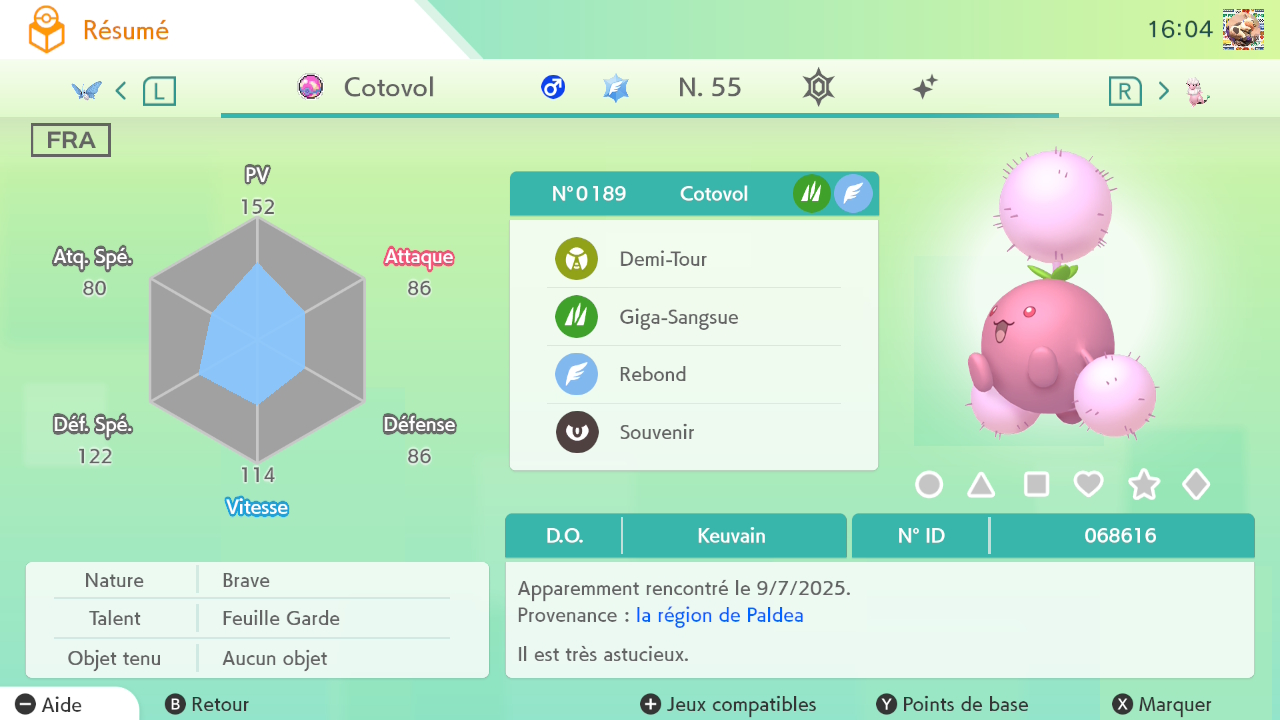 Résumé
16:04
L
Cotovol
N. 55
R
FRA
PV
152
Atq. Spé.
80
Attaque
86
Déf. Spé.
122
Défense
86
114
Vitesse
N°0189 Cotovol
Demi-Tour
Giga-Sangsue
Rebond
Souvenir
D.O. Keuvain
N° ID 068616
Nature Brave
Talent Feuille Garde
Objet tenu Aucun objet
Apparemment rencontré le 9/7/2025.
Provenance : la région de Paldea
Il est très astucieux.
Aide
B Retour
Jeux compatibles
Y Points de base
X Marquer